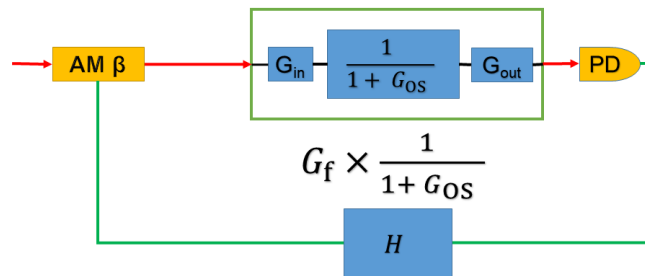 AM β
G_in
1/(1 + G_OS)
G_out
PD
G_f × 1/(1 + G_OS)
H